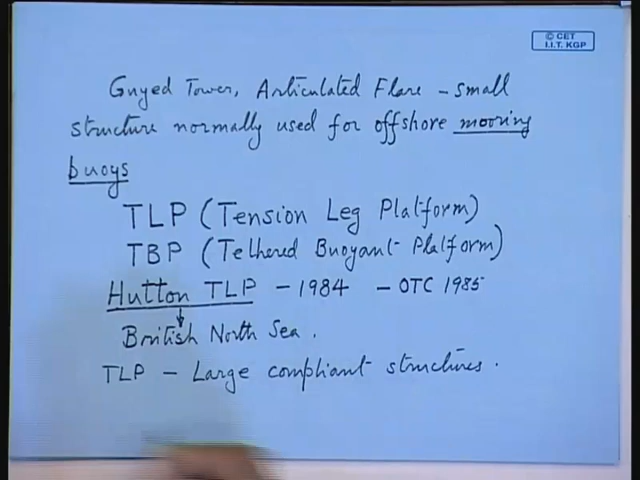 © CET
I.I.T. KGP
Guyed Tower, Articulated Flare - small
structure normally used for offshore mooring
buoys
TLP (Tension Leg Platform)
TBP (Tethered Buoyant Platform)
Hutton TLP - 1984 - OTC 1985
British North Sea.
TLP - Large compliant structures.